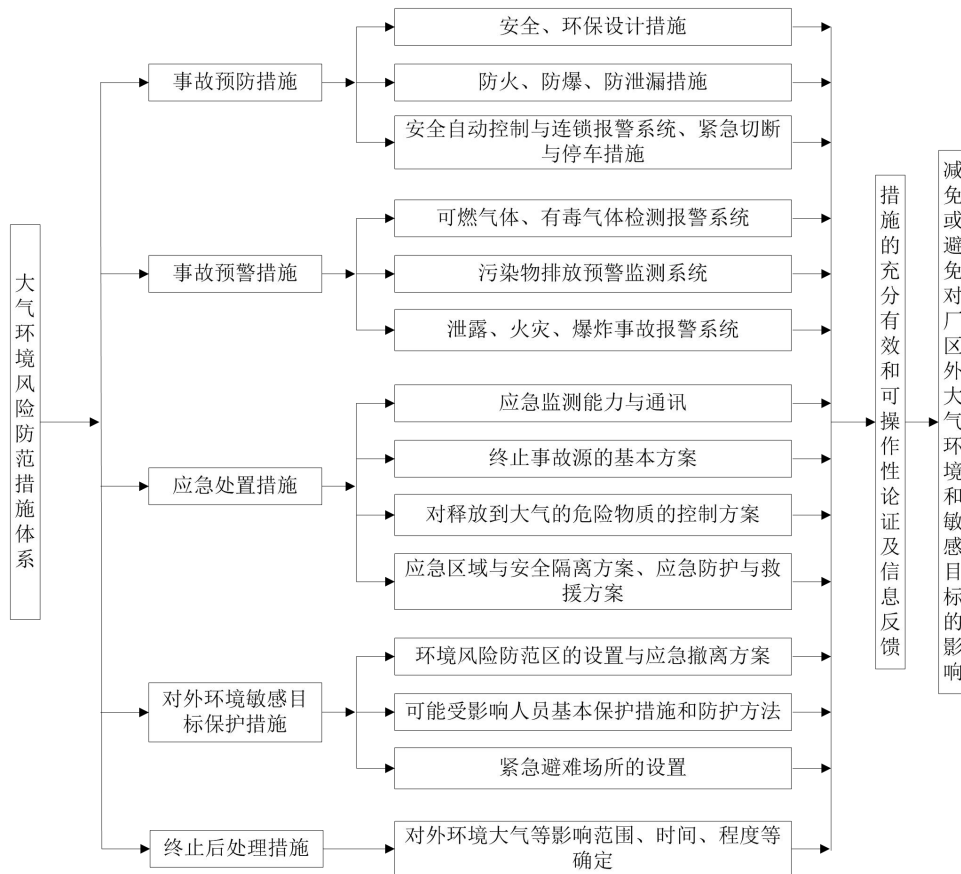 大气环境风险防范措施体系
事故预防措施
安全、环保设计措施
防火、防爆、防泄漏措施
安全自动控制与连锁报警系统、紧急切断
与停车措施
事故预警措施
可燃气体、有毒气体检测报警系统
污染物排放预警监测系统
泄露、火灾、爆炸事故报警系统
应急处置措施
应急监测能力与通讯
终止事故源的基本方案
对释放到大气的危险物质的控制方案
应急区域与安全隔离方案、应急防护与救
援方案
对外环境敏感目
标保护措施
环境风险防范区的设置与应急撤离方案
可能受影响人员基本保护措施和防护方法
紧急避难场所的设置
终止后处理措施
对外环境大气等影响范围、时间、程度等
确定
措施的充分有效和可操作性论证及信息反馈
减免或避免对厂区外大气环境和敏感目标的影响